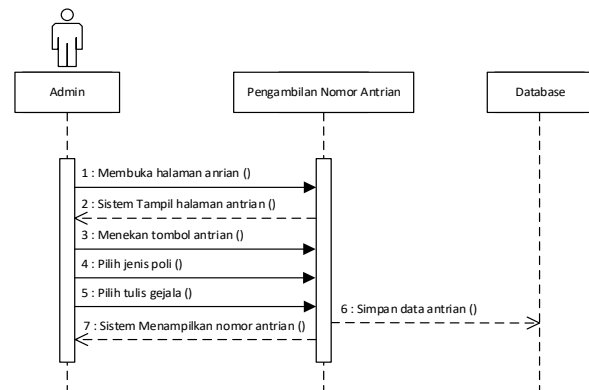 Admin
Pengambilan Nomor Antrian
Database
1 : Membuka halaman anrian ()
2 : Sistem Tampil halaman antrian ()
3 : Menekan tombol antrian ()
4 : Pilih jenis poli ()
5 : Pilih tulis gejala ()
6 : Simpan data antrian ()
7 : Sistem Menampilkan nomor antrian ()